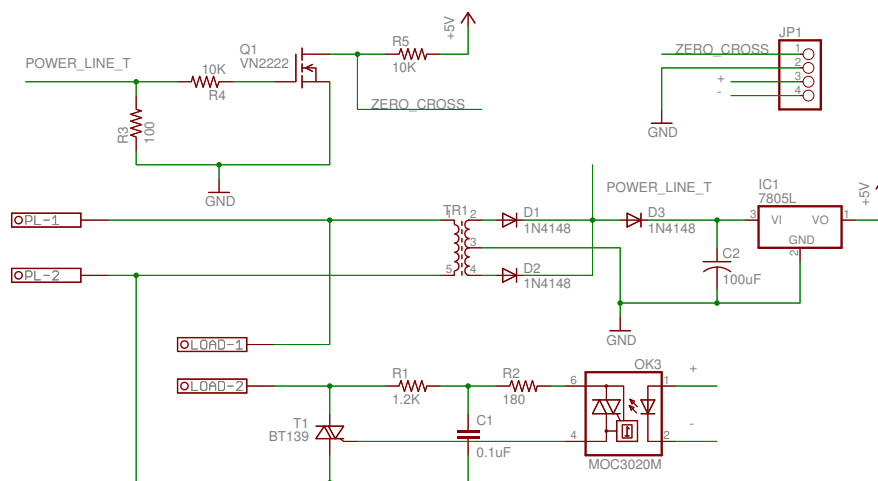 Q1
VN2222
R5
10K
+5V
POWER_LINE_T
10K
R4
ZERO_CROSS
R3
100
GND
JP1
ZERO_CROSS
1
2
+
3
-
4
GND
PL-1
PL-2
TR1
1
2
3
5
4
D1
1N4148
D2
1N4148
POWER_LINE_T
D3
1N4148
IC1
7805L
3
VI
VO
1
GND
2
+5V
C2
100uF
GND
LOAD-1
LOAD-2
R1
1.2K
R2
180
OK3
6
1
+
4
2
-
MOC3020M
T1
BT139
C1
0.1uF